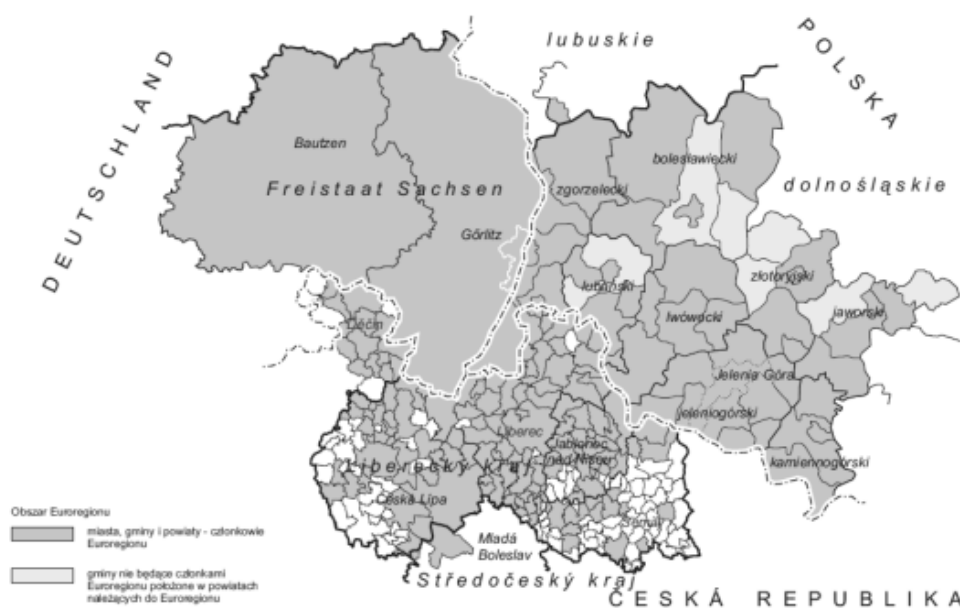 lubuskie
POLSKA
DEUTSCHLAND
Bautzen
bolesławiecki
Freistaat Sachsen
zgorzelecki
dolnośląskie
Görlitz
złotoryjski
lubański
lwówecki
jaworski
Děčín
Jelenia Góra
jeleniogórski
Liberec
Jablonec
nad Nisou
kamiennogórski
Liberecký kraj
Česká Lípa
Semily
Mladá
Boleslav
Středočeský kraj
ČESKÁ REPUBLIKA
Obszar Euroregionu
miasta, gminy i powiaty - członkowie
Euroregionu
gminy nie będące członkami
Euroregionu położone w powiatach
należących do Euroregionu